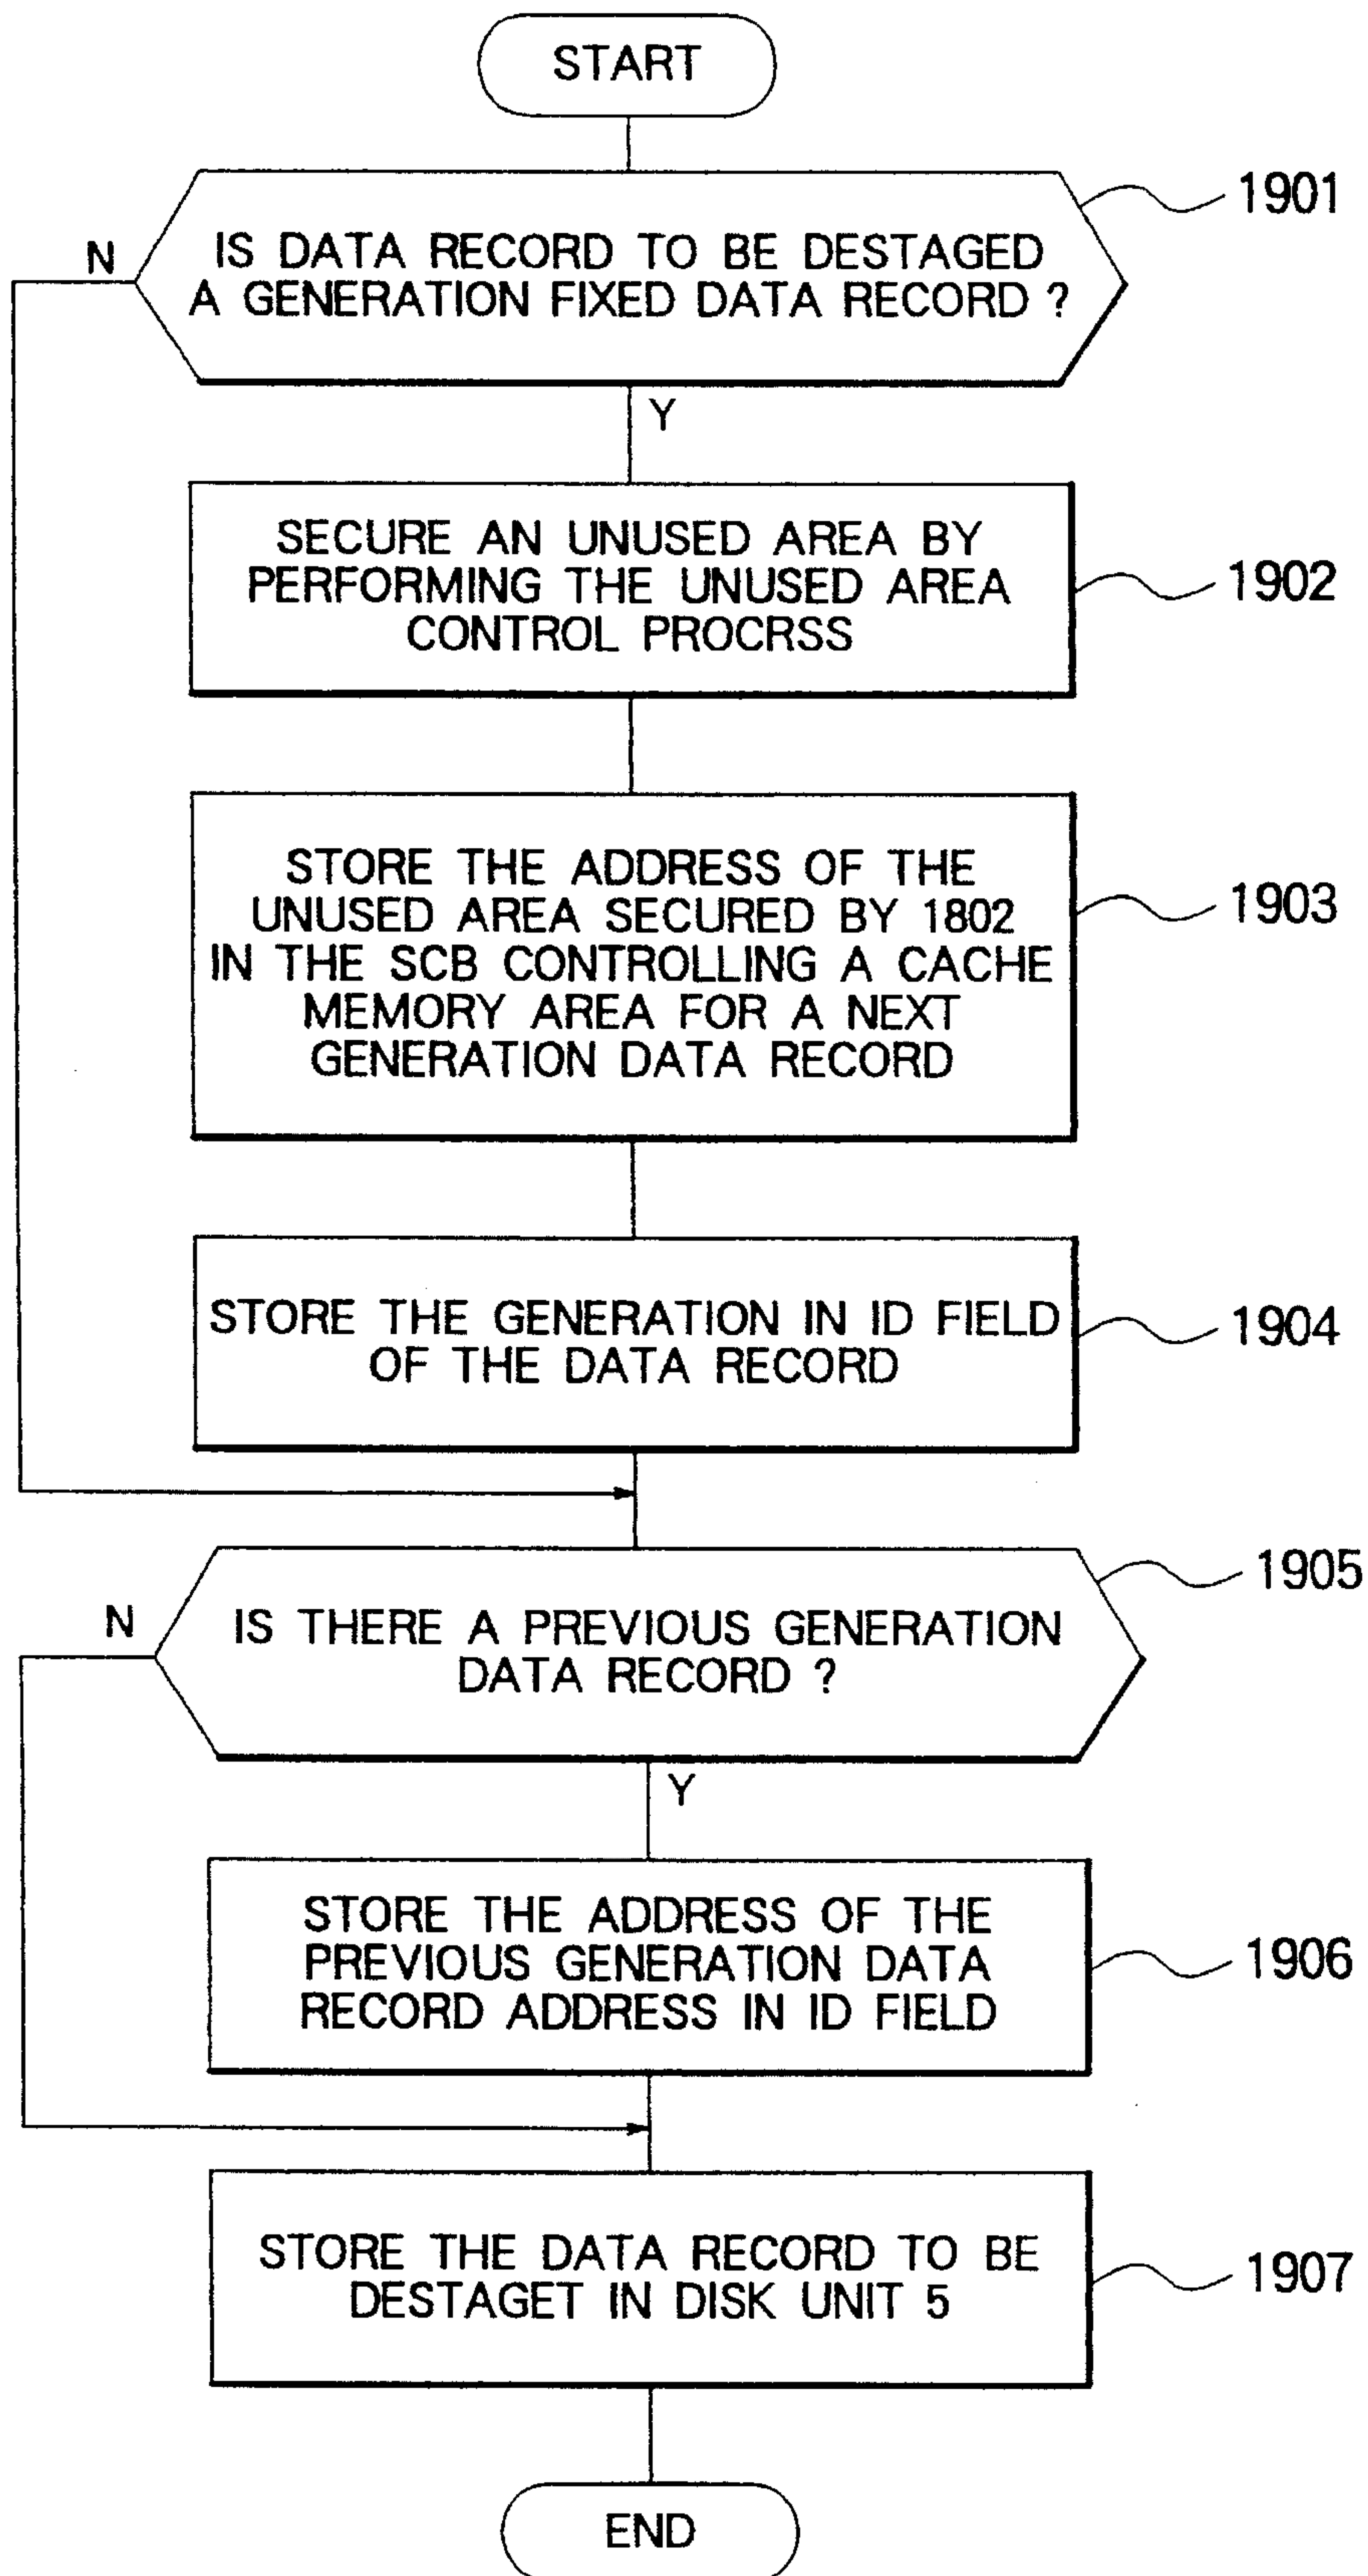 START
1901
N
IS DATA RECORD TO BE DESTAGED
A GENERATION FIXED DATA RECORD ?
Y
SECURE AN UNUSED AREA BY
PERFORMING THE UNUSED AREA
CONTROL PROCRSS
1902
STORE THE ADDRESS OF THE
UNUSED AREA SECURED BY 1802
IN THE SCB CONTROLLING A CACHE
MEMORY AREA FOR A NEXT
GENERATION DATA RECORD
1903
STORE THE GENERATION IN ID FIELD
OF THE DATA RECORD
1904
1905
N
IS THERE A PREVIOUS GENERATION
DATA RECORD ?
Y
STORE THE ADDRESS OF THE
PREVIOUS GENERATION DATA
RECORD ADDRESS IN ID FIELD
1906
STORE THE DATA RECORD TO BE
DESTAGET IN DISK UNIT 5
1907
END